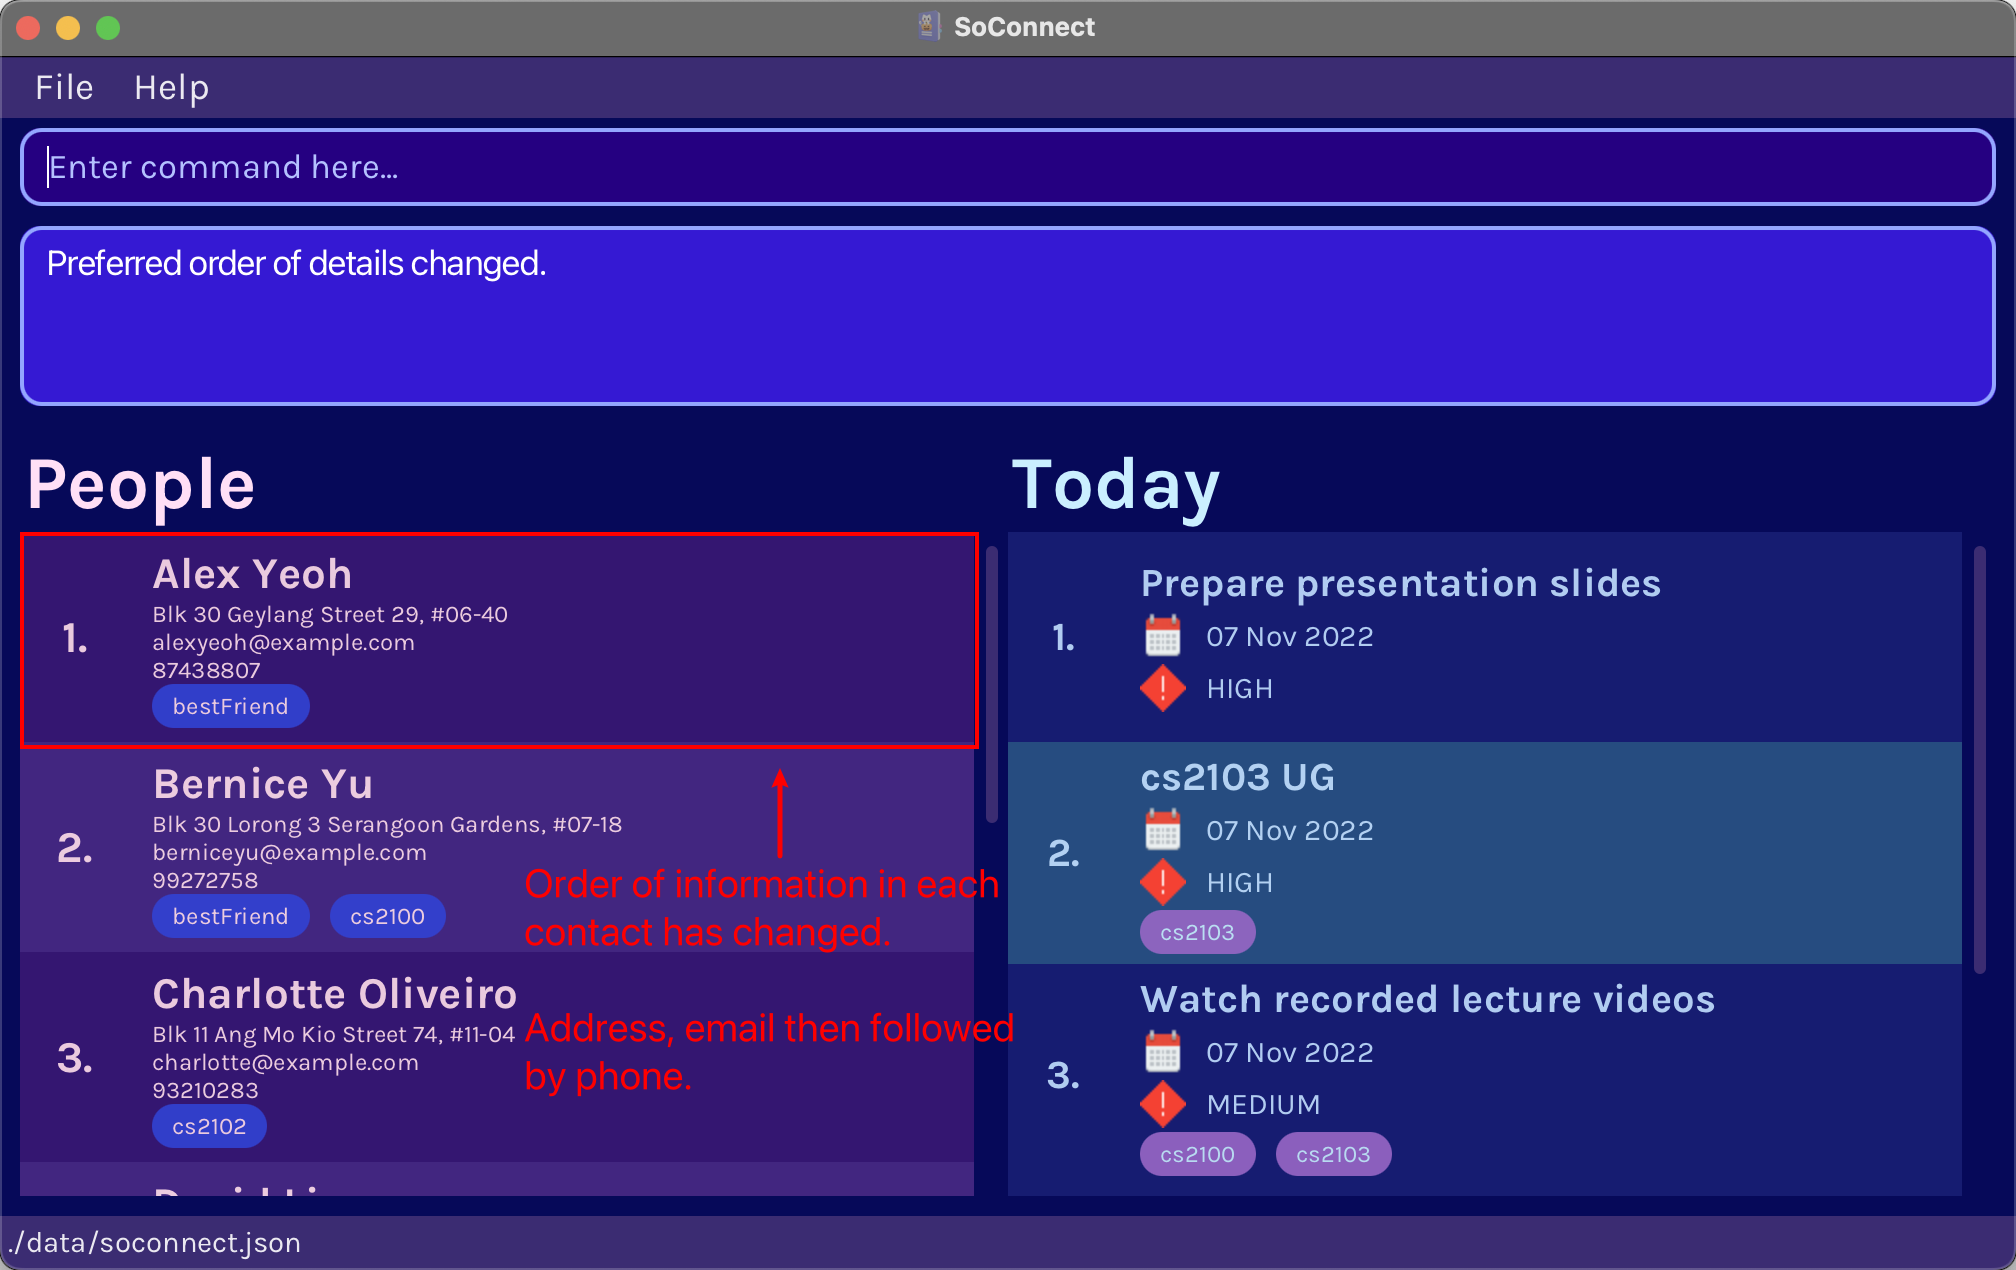 SoConnect
File Help
Enter command here...
Preferred order of details changed.
People
1.
Alex Yeoh
Blk 30 Geylang Street 29, #06-40
alexyeoh@example.com
87438807
bestFriend
2.
Bernice Yu
Blk 30 Lorong 3 Serangoon Gardens, #07-18
berniceyu@example.com
99272758
bestFriend cs2100
3.
Charlotte Oliveiro
Blk 11 Ang Mo Kio Street 74, #11-04
charlotte@example.com
93210283
cs2102
Order of information in each
contact has changed.
Address, email then followed
by phone.
Today
1.
Prepare presentation slides
07 Nov 2022
HIGH
2.
cs2103 UG
07 Nov 2022
HIGH
cs2103
3.
Watch recorded lecture videos
07 Nov 2022
MEDIUM
cs2100 cs2103
./data/soconnect.json